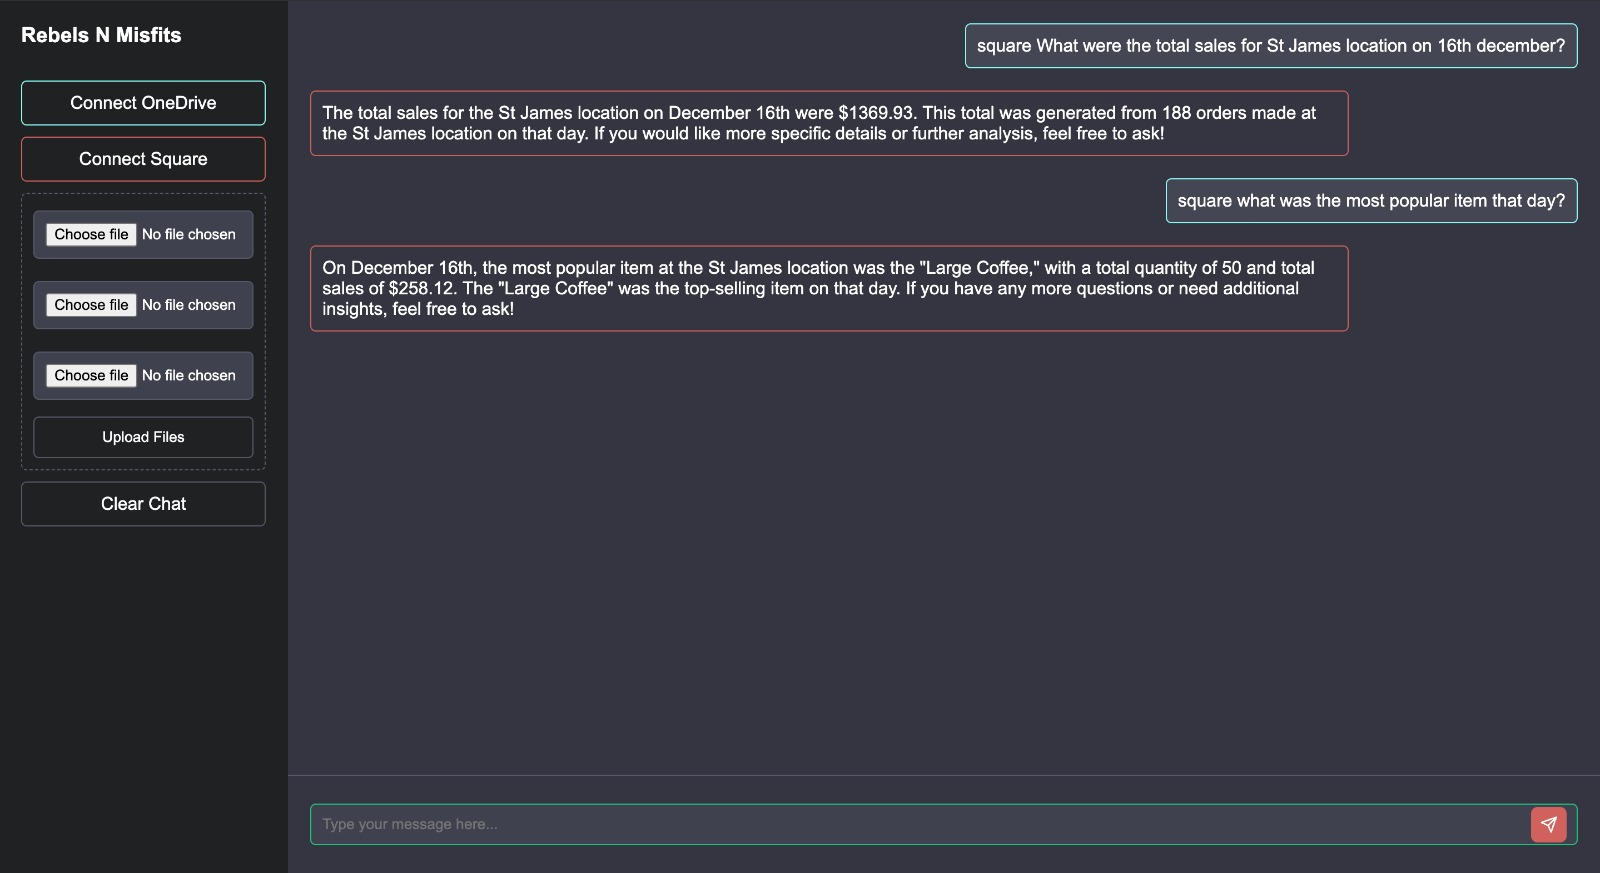 Rebels N Misfits
Connect OneDrive
Connect Square
Choose file No file chosen
Choose file No file chosen
Choose file No file chosen
Upload Files
Clear Chat
square What were the total sales for St James location on 16th december?
The total sales for the St James location on December 16th were $1369.93. This total was generated from 188 orders made at
the St James location on that day. If you would like more specific details or further analysis, feel free to ask!
square what was the most popular item that day?
On December 16th, the most popular item at the St James location was the "Large Coffee," with a total quantity of 50 and total
sales of $258.12. The "Large Coffee" was the top-selling item on that day. If you have any more questions or need additional
insights, feel free to ask!
Type your message here...